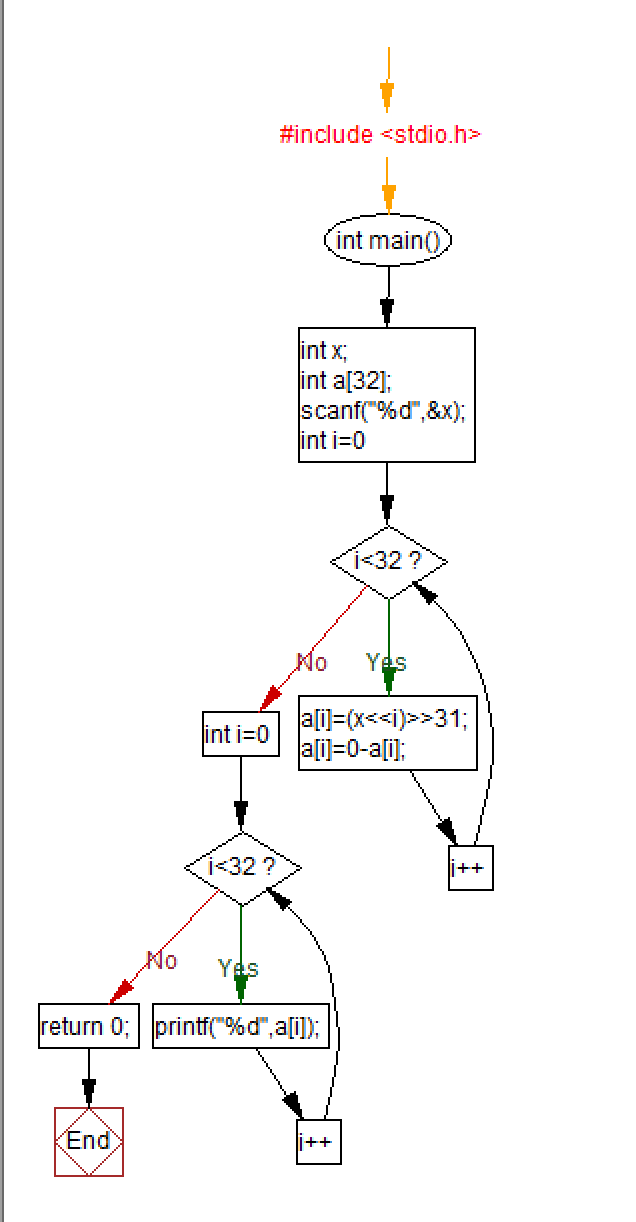 #include <stdio.h>
int main()
int x;
int a[32];
scanf("%d",&x);
int i=0
i<32 ?
No
Yes
int i=0
a[i]=(x<<i)>>31;
a[i]=0-a[i];
i<32 ?
i++
No
Yes
return 0;
printf("%d",a[i]);
End
i++